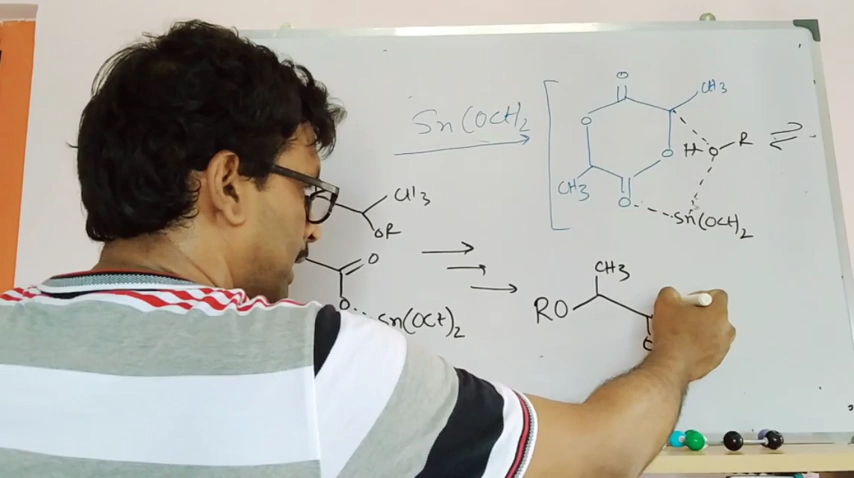 Sn(OCt)2
O
CH3
O
O
H O R
CH3
O
Sn(OCt)2
CH3
OR
O
O
Sn(OCt)2
CH3
RO